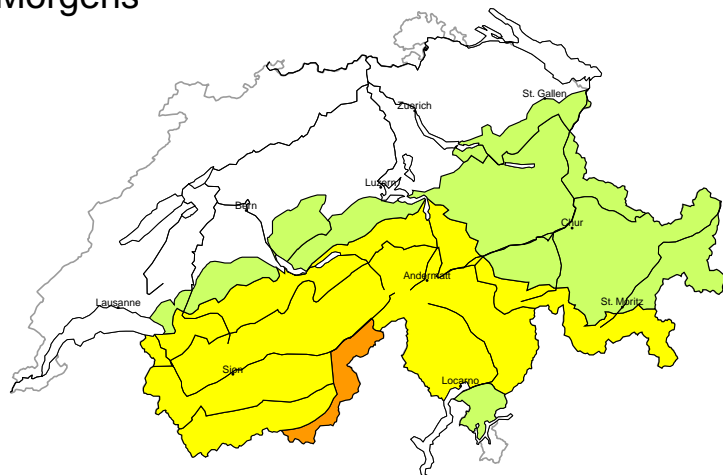 Morgens
St. Gallen
Zuerich
Luzern
Bern
Chur
Andermatt
Lausanne
St. Moritz
Sion
Locarno